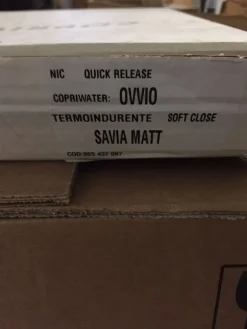 NIC QUICK RELEASE
COPRIWATER: OVVIO
TERMOINDURENTE SOFT CLOSE
SAVIA MATT